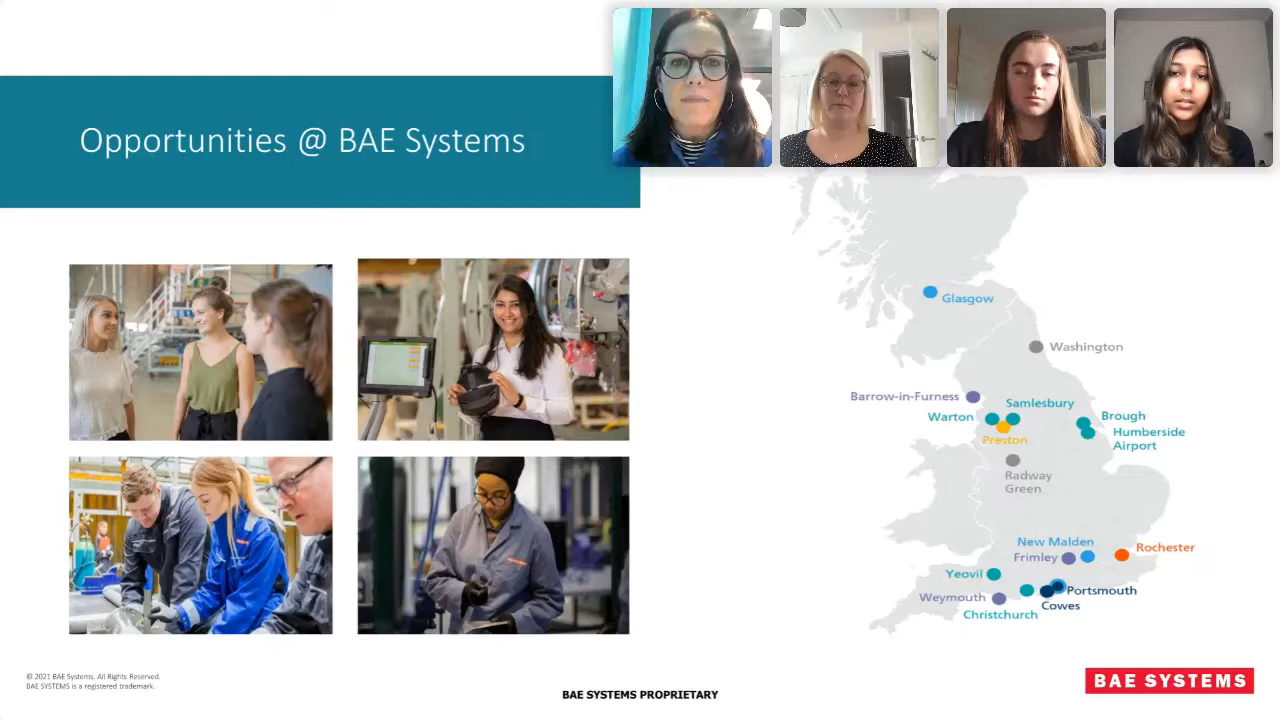 Opportunities @ BAE Systems
Glasgow
Washington
Barrow-in-Furness
Samlesbury
Warton
Preston
Brough
Humberside
Airport
Radway
Green
New Malden
Frimley
Rochester
Yeovil
Weymouth
Portsmouth
Cowes
Christchurch
© 2021 BAE Systems. All Rights Reserved.
BAE SYSTEMS is a registered trademark.
BAE SYSTEMS PROPRIETARY
BAE SYSTEMS